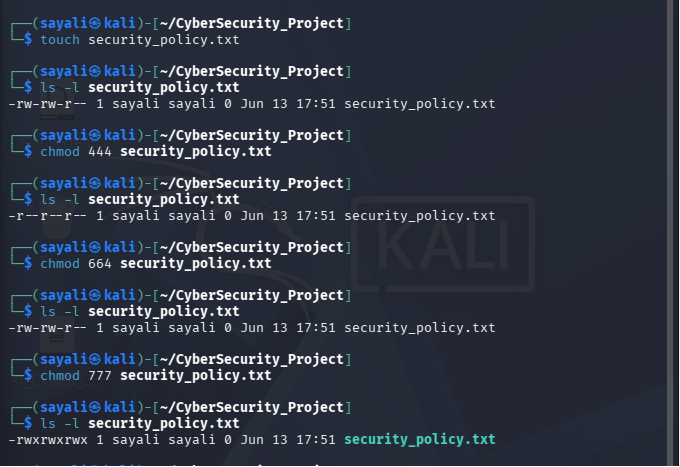 ┌──(sayali㉿kali)-[~/CyberSecurity_Project]
└─$ touch security_policy.txt
┌──(sayali㉿kali)-[~/CyberSecurity_Project]
└─$ ls -l security_policy.txt
-rw-rw-r-- 1 sayali sayali 0 Jun 13 17:51 security_policy.txt
┌──(sayali㉿kali)-[~/CyberSecurity_Project]
└─$ chmod 444 security_policy.txt
┌──(sayali㉿kali)-[~/CyberSecurity_Project]
└─$ ls -l security_policy.txt
-r--r--r-- 1 sayali sayali 0 Jun 13 17:51 security_policy.txt
┌──(sayali㉿kali)-[~/CyberSecurity_Project]
└─$ chmod 664 security_policy.txt
┌──(sayali㉿kali)-[~/CyberSecurity_Project]
└─$ ls -l security_policy.txt
-rw-rw-r-- 1 sayali sayali 0 Jun 13 17:51 security_policy.txt
┌──(sayali㉿kali)-[~/CyberSecurity_Project]
└─$ chmod 777 security_policy.txt
┌──(sayali㉿kali)-[~/CyberSecurity_Project]
└─$ ls -l security_policy.txt
-rwxrwxrwx 1 sayali sayali 0 Jun 13 17:51 security_policy.txt
KALI